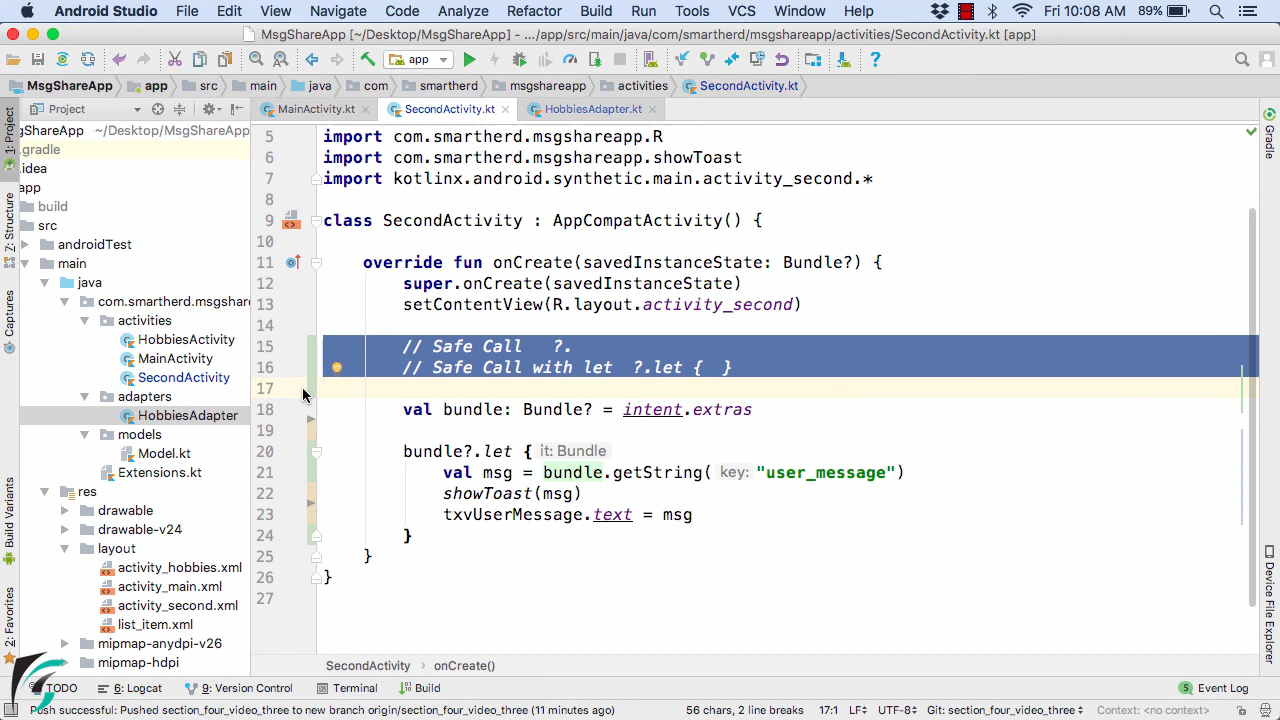 Android Studio File Edit View Navigate Code Analyze Refactor Build Run Tools VCS Window Help Fri 10:08 AM 89%
MsgShareApp [~/Desktop/MsgShareApp] - .../app/src/main/java/com/smartherd/msgshareapp/activities/SecondActivity.kt [app]
app
MsgShareApp app src main java com smartherd msgshareapp activities SecondActivity.kt
Project
MainActivity.kt SecondActivity.kt HobbiesAdapter.kt
1: Project
Z: Structure
Captures
Build Variants
2: Favorites
gShareApp ~/Desktop/MsgShareApp
.gradle
.idea
app
build
src
androidTest
main
java
com.smartherd.msgshare
activities
HobbiesActivity
MainActivity
SecondActivity
adapters
HobbiesAdapter
models
Model.kt
Extensions.kt
res
drawable
drawable-v24
layout
activity_hobbies.xml
activity_main.xml
activity_second.xml
list_item.xml
mipmap-anydpi-v26
mipmap-hdpi
5 import com.smartherd.msgshareapp.R
6 import com.smartherd.msgshareapp.showToast
7 import kotlinx.android.synthetic.main.activity_second.*
8
9 class SecondActivity : AppCompatActivity() {
10
11 override fun onCreate(savedInstanceState: Bundle?) {
12 super.onCreate(savedInstanceState)
13 setContentView(R.layout.activity_second)
14
15 // Safe Call ?.
16 // Safe Call with let ?.let { }
17
18 val bundle: Bundle? = intent.extras
19
20 bundle?.let { it: Bundle
21 val msg = bundle.getString( key: "user_message")
22 showToast(msg)
23 txvUserMessage.text = msg
24 }
25 }
26 }
27
SecondActivity › onCreate()
Gradle
Device File Explorer
TODO 6: Logcat 9: Version Control Terminal Build 5 Event Log
Push successful: Pushed section_four_video_three to new branch origin/section_four_video_three (11 minutes ago) 56 chars, 2 line breaks 17:1 LF÷ UTF-8÷ Git: section_four_video_three÷ Context: <no context>